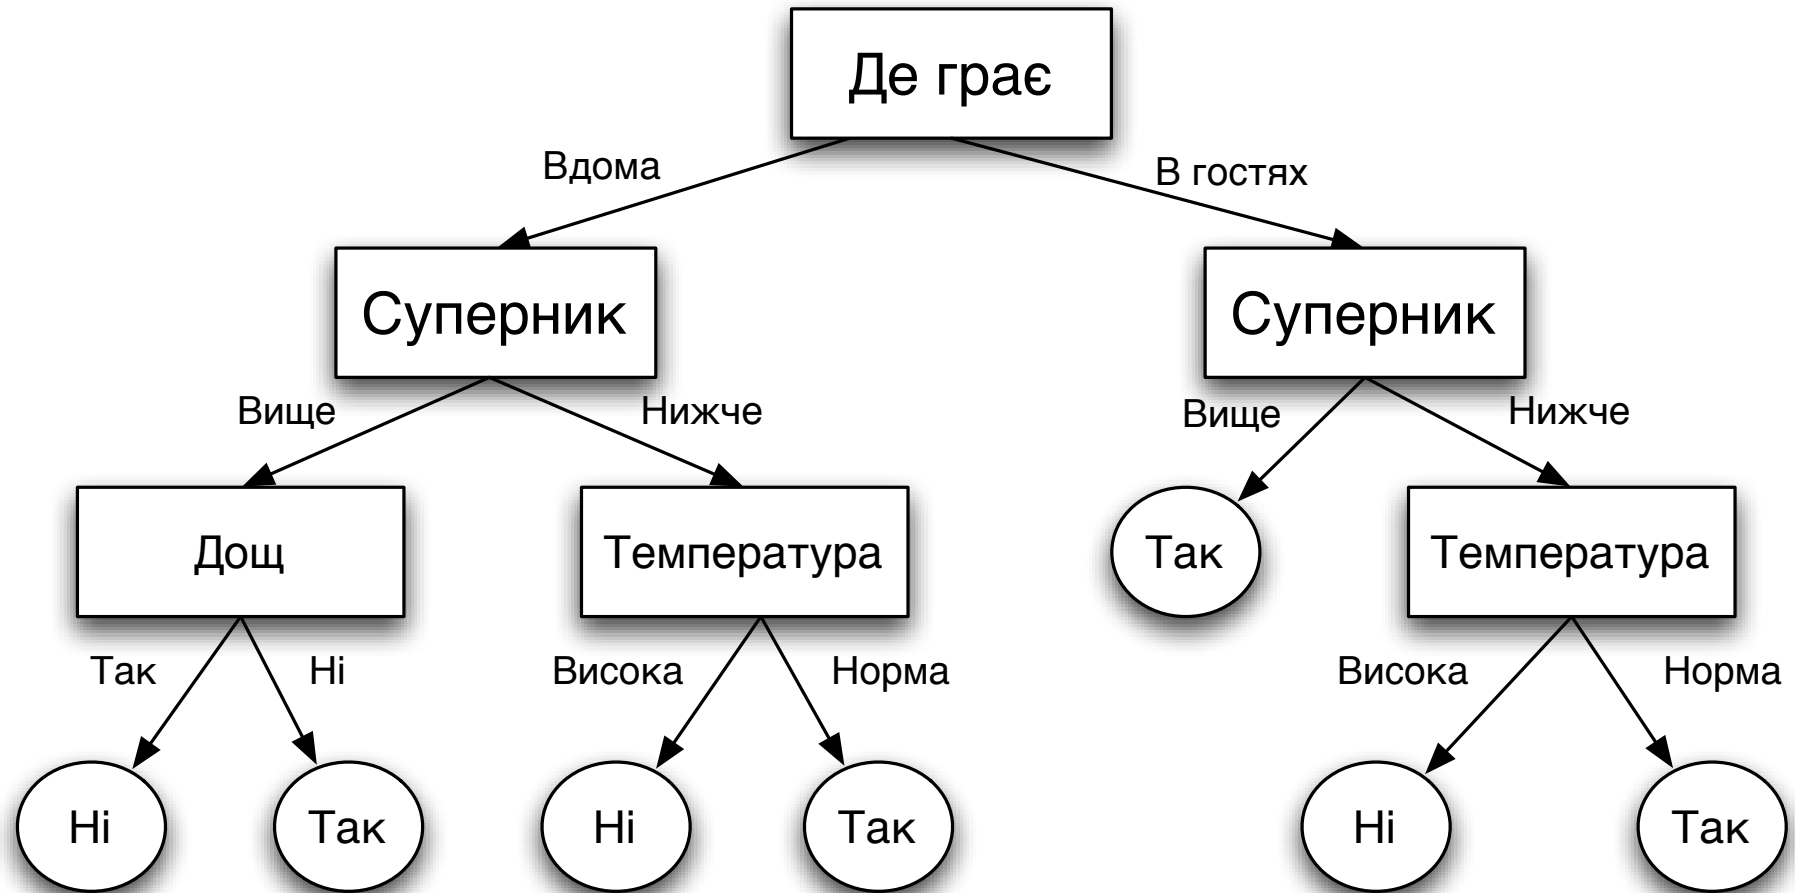 Де грає
Вдома
В гостях
Суперник
Суперник
Вище
Нижче
Вище
Нижче
Дощ
Температура
Так
Температура
Так
Ні
Висока
Норма
Висока
Норма
Ні
Так
Ні
Так
Ні
Так